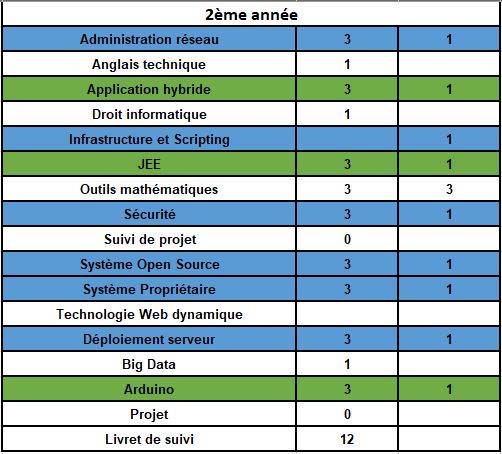 2ème année
Administration réseau 3 1
Anglais technique 1
Application hybride 3 1
Droit informatique 1
Infrastructure et Scripting 1
JEE 3 1
Outils mathématiques 3 3
Sécurité 3 1
Suivi de projet 0
Système Open Source 3 1
Système Propriétaire 3 1
Technologie Web dynamique
Déploiement serveur 3 1
Big Data 1
Arduino 3 1
Projet 0
Livret de suivi 12